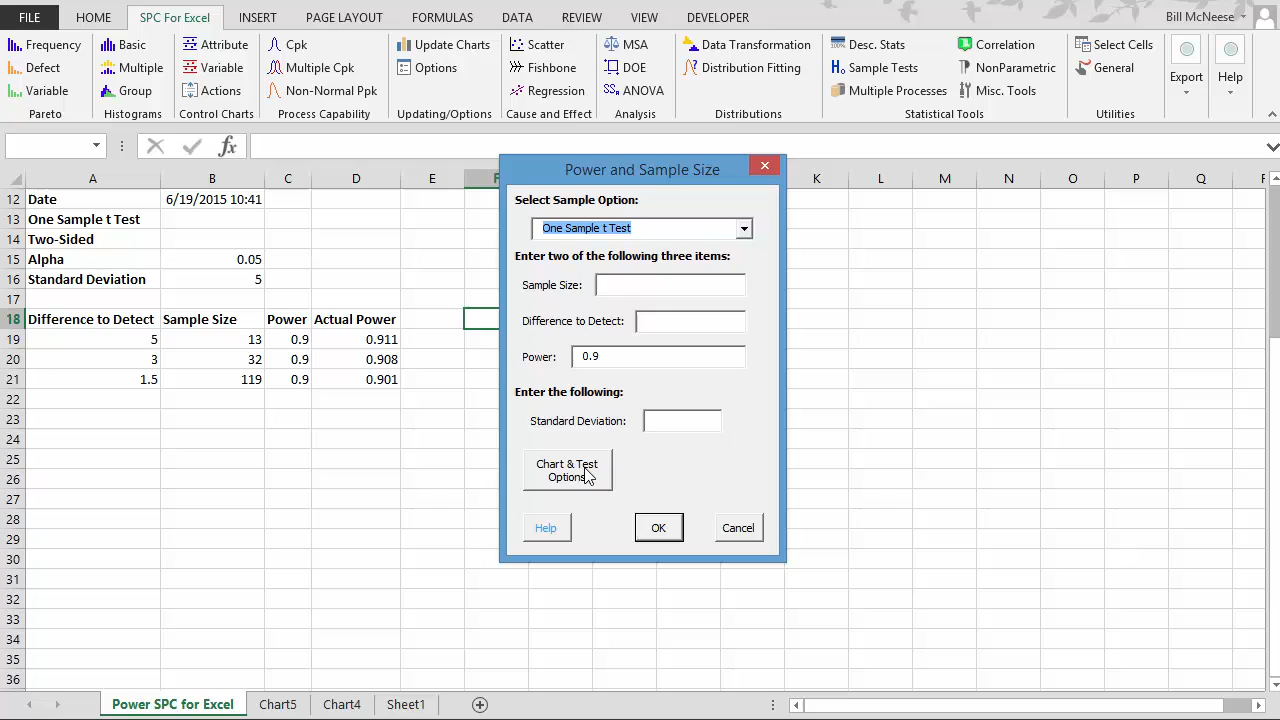 FILE HOME SPC For Excel INSERT PAGE LAYOUT FORMULAS DATA REVIEW VIEW DEVELOPER Bill McNeese
Frequency Basic Attribute Cpk Update Charts Scatter MSA Data Transformation Desc. Stats Correlation Select Cells
Defect Multiple Variable Multiple Cpk Options Fishbone DOE Distribution Fitting Sample Tests NonParametric General Export Help
Variable Group Actions Non-Normal Ppk Regression ANOVA Multiple Processes Misc. Tools
Pareto Histograms Control Charts Process Capability Updating/Options Cause and Effect Analysis Distributions Statistical Tools Utilities
fx
A B C D E F K L M N O P Q
12 Date 6/19/2015 10:41
13 One Sample t Test
14 Two-Sided
15 Alpha 0.05
16 Standard Deviation 5
17
18 Difference to Detect Sample Size Power Actual Power
19 5 13 0.9 0.911
20 3 32 0.9 0.908
21 1.5 119 0.9 0.901
22
23
24
25
26
27
28
29
30
31
32
33
34
35
36
Power and Sample Size
Select Sample Option:
One Sample t Test
Enter two of the following three items:
Sample Size:
Difference to Detect:
Power: 0.9
Enter the following:
Standard Deviation:
Chart & Test
Options
Help OK Cancel
Power SPC for Excel Chart5 Chart4 Sheet1